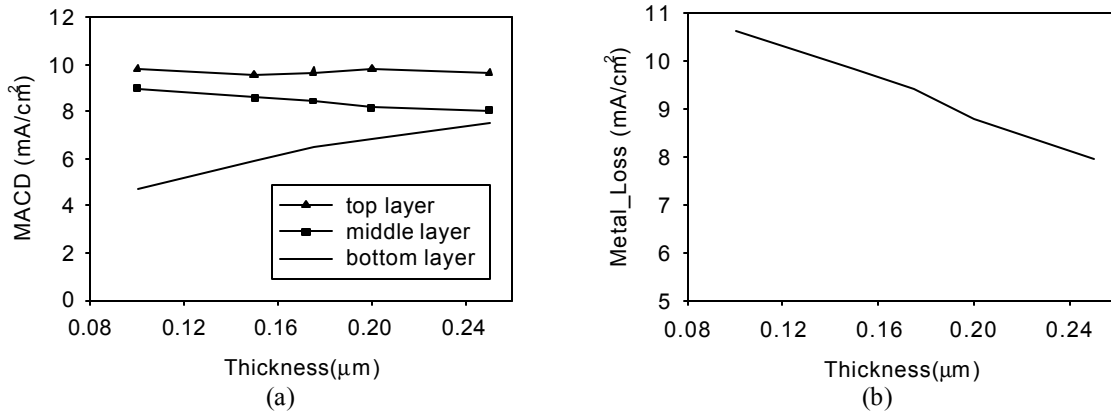 12
10
8
6
4
2
0
MACD (mA/cm²)
top layer
middle layer
bottom layer
0.08 0.12 0.16 0.20 0.24
Thickness(μm)
(a)
11
10
9
8
7
6
5
Metal_Loss (mA/cm²)
0.08 0.12 0.16 0.20 0.24
Thickness(μm)
(b)